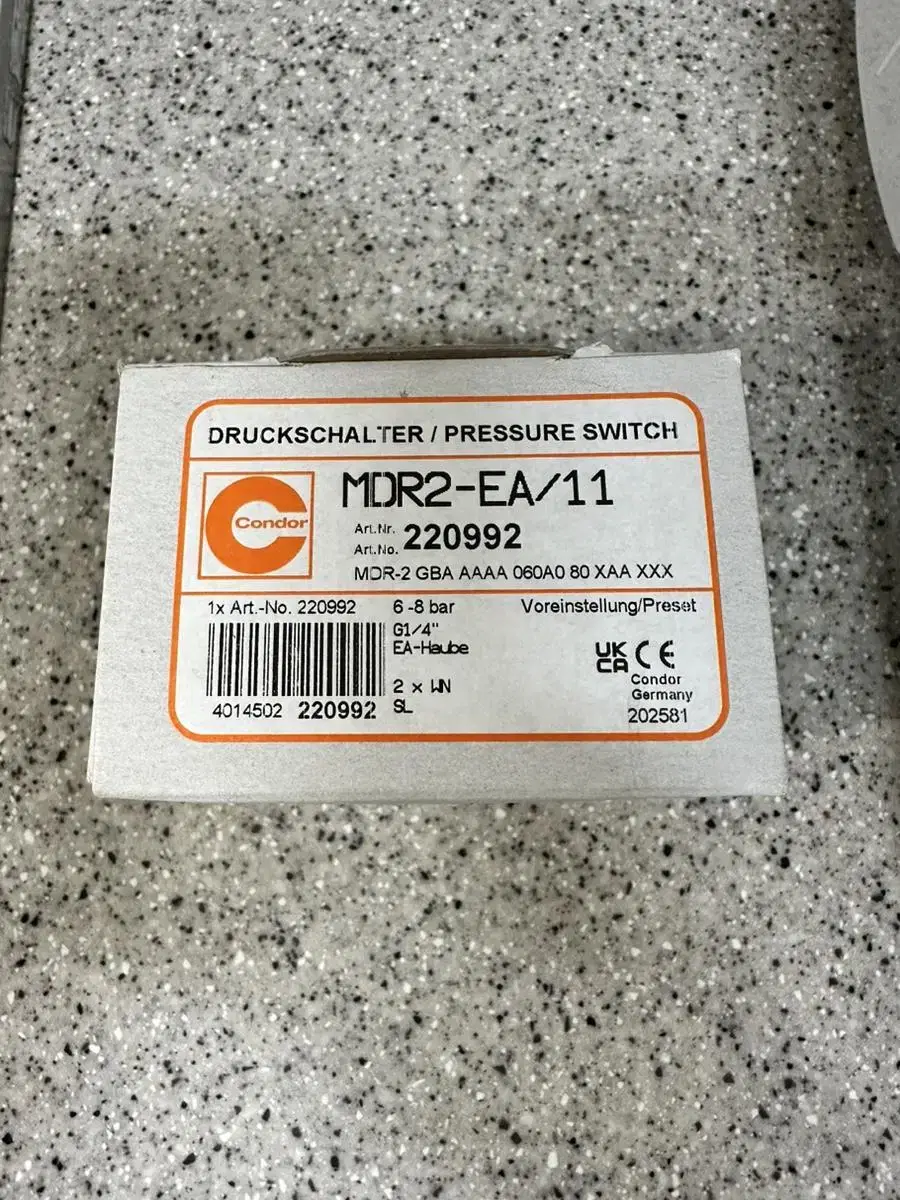 DRUCKSCHALTER / PRESSURE SWITCH
Condor
MDR2-EA/11
Art.Nr.
Art.No. 220992
MDR-2 GBA AAAA 060A0 80 XAA XXX
1x Art.-No. 220992 6 -8 bar Voreinstellung/Preset
G1/4"
EA-Haube
UK CA CE
2 x WN
SL
4014502 220992
Condor
Germany
202581